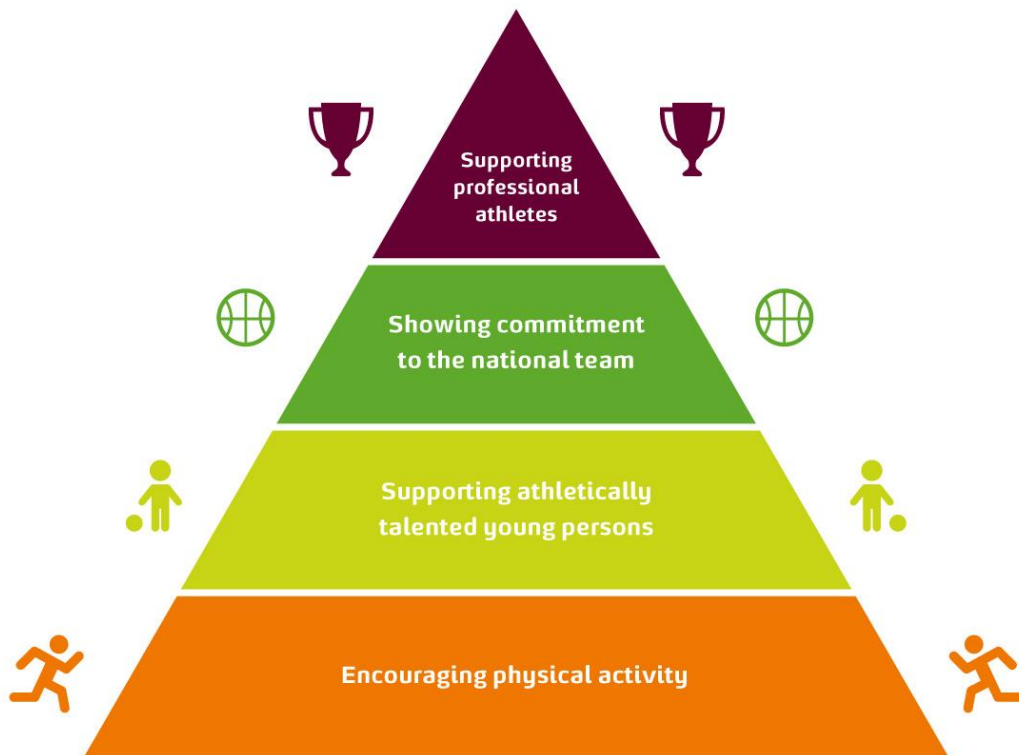 Supporting
professional
athletes
Showing commitment
to the national team
Supporting athletically
talented young persons
Encouraging physical activity